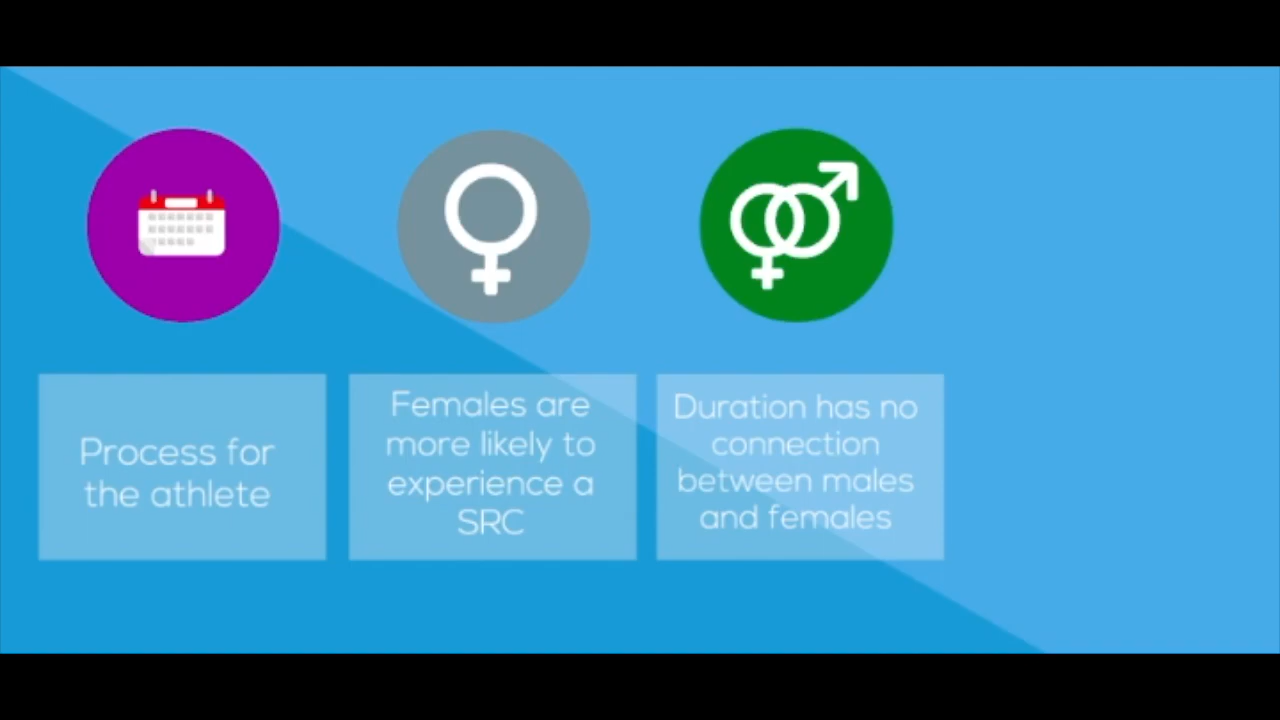 Process for
the athlete
Females are
more likely to
experience a
SRC
Duration has no
connection
between males
and females